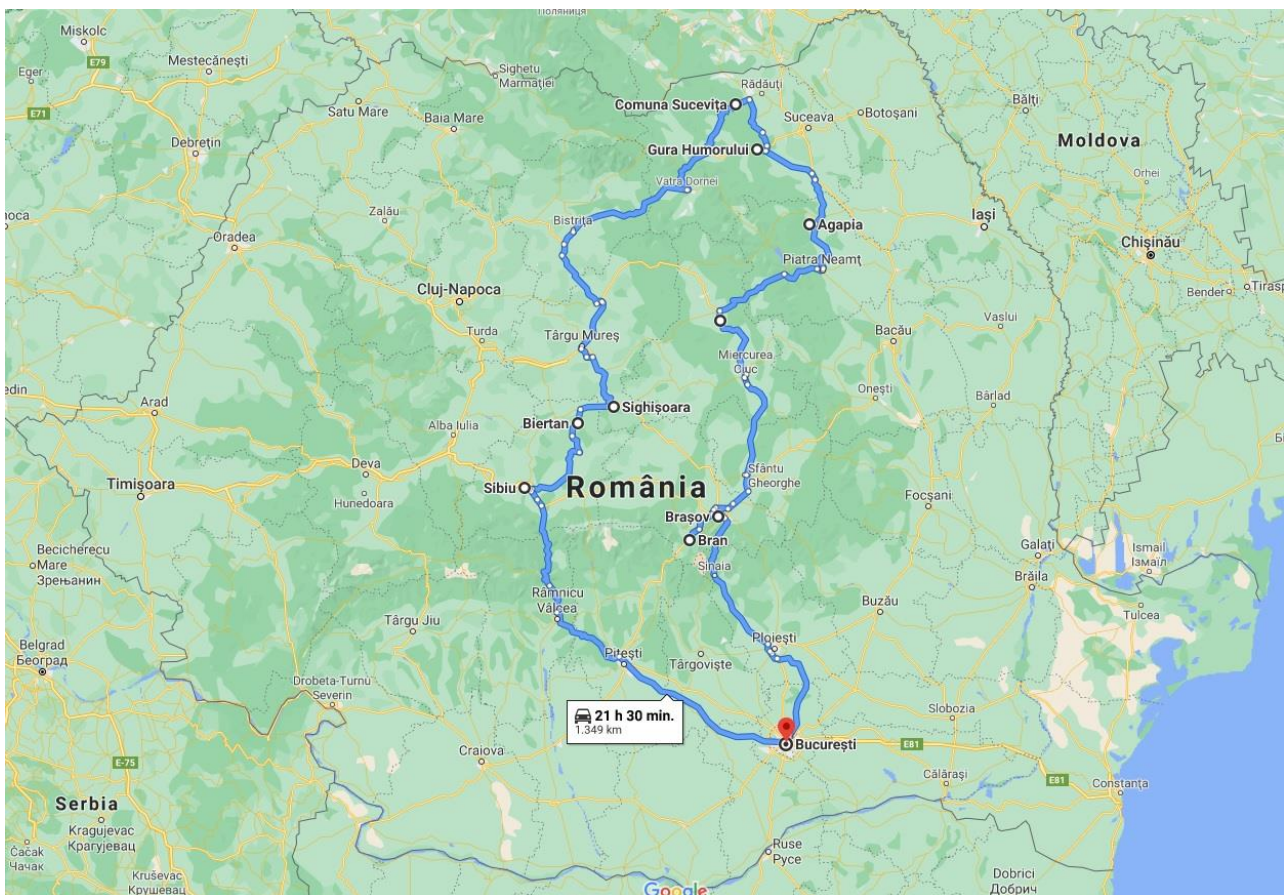 Поляниця
Miskolc
E79
Mestecănești
Eger
E71
Sighetu
Marmației
Satu Mare
Baia Mare
Debrețin
Comuna Sucevița
Rădăuți
Suceava
Botoșani
Bălți
Moldova
Gura Humorului
Orhei
Vatra Dornei
Zalău
Bistrița
noca
Oradea
Agapia
Iași
Chișinău
Piatra Neamț
Bender
Tirasp
Cluj-Napoca
Turda
Târgu Mureș
Bacău
Vaslui
Miercurea
Ciuc
Onești
Bârlad
edin
Arad
Sighișoara
Biertan
Alba Iulia
Deva
Hunedoara
Timișoara
Sibiu
România
Sfântu
Gheorghe
Focșani
Brașov
Bran
Sinaia
Galați
Ismail
Ізмаїл
Becicherecu
Mare
Зрењанин
Brăila
Tulcea
Râmnicu
Vâlcea
Târgu Jiu
Buzău
Ploiești
Belgrad
Београд
Pitești
Târgoviște
Drobeta-Turnu
Severin
21 h 30 min.
1.349 km
Slobozia
București
E81
Craiova
E-75
Călărași
E81
Constanța
Serbia
Kragujevac
Крагујевац
Čačak
Чачак
Ruse
Русе
Kruševac
Крушевац
Dobrici
Добрич
Google